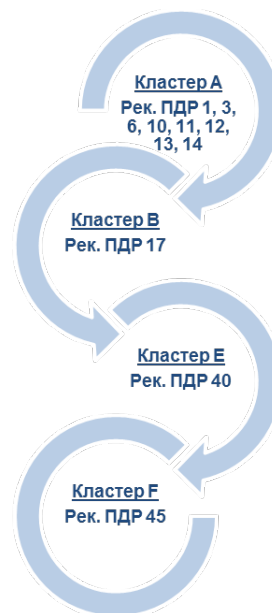 Кластер A
Рек. ПДР 1, 3,
6, 10, 11, 12,
13, 14
Кластер B
Рек. ПДР 17
Кластер E
Рек. ПДР 40
Кластер F
Рек. ПДР 45